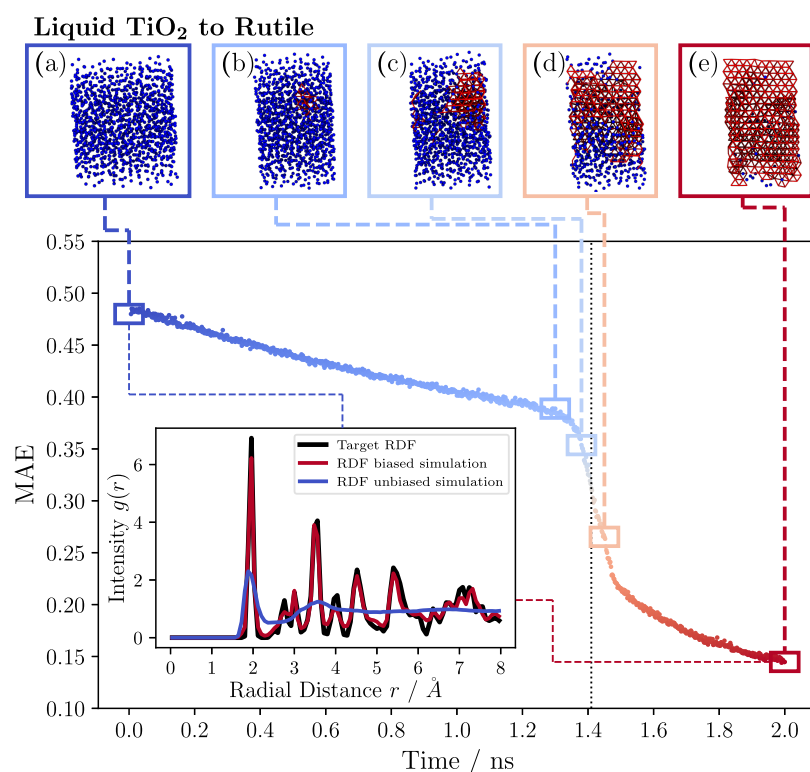 Liquid TiO₂ to Rutile
(a)
(b)
(c)
(d)
(e)
0.55
0.50
0.45
0.40
0.35
0.30
0.25
0.20
0.15
0.10
MAE
0.0 0.2 0.4 0.6 0.8 1.0 1.2 1.4 1.6 1.8 2.0
Time / ns
Target RDF
RDF biased simulation
RDF unbiased simulation
6
4
2
0
Intensity g(r)
0 1 2 3 4 5 6 7 8
Radial Distance r / Å